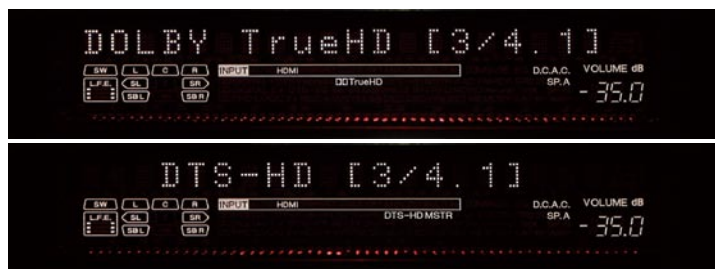 DOLBY TrueHD [3/4.1]
SW L C R INPUT HDMI D.C.A.C. VOLUME dB
L.F.E. SL SR DD TrueHD SP.A -35.0
SBL SBR
DTS-HD [3/4.1]
SW L C R INPUT HDMI D.C.A.C. VOLUME dB
L.F.E. SL SR DTS-HD MSTR SP.A -35.0
SBL SBR